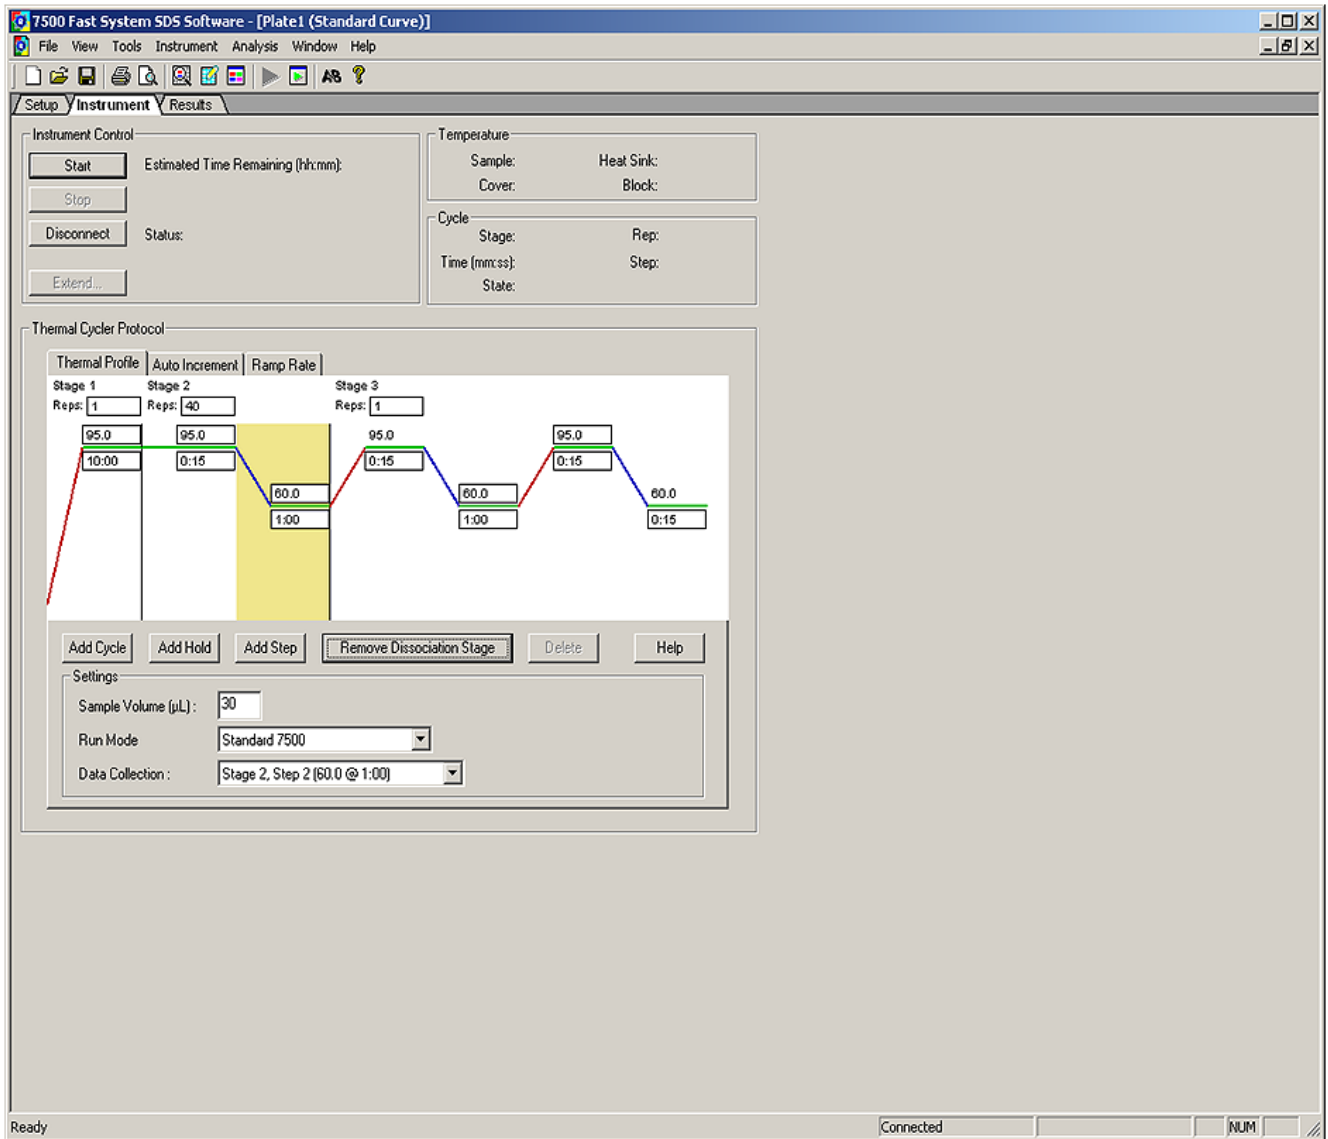 7500 Fast System SDS Software - [Plate1 (Standard Curve)]
File View Tools Instrument Analysis Window Help
Setup Instrument Results
Instrument Control
Start Estimated Time Remaining (hh:mm):
Stop
Disconnect Status:
Extend...
Temperature
Sample: Heat Sink:
Cover: Block:
Cycle
Stage: Rep:
Time (mm:ss): Step:
State:
Thermal Cycler Protocol
Thermal Profile Auto Increment Ramp Rate
Stage 1 Stage 2 Stage 3
Reps: 1 Reps: 40 Reps: 1
95.0 95.0 95.0 95.0
10:00 0:15 0:15 0:15
60.0 60.0 60.0
1:00 1:00 0:15
Add Cycle Add Hold Add Step Remove Dissociation Stage Delete Help
Settings
Sample Volume (µL) : 30
Run Mode Standard 7500
Data Collection : Stage 2, Step 2 (60.0 @ 1:00)
Ready Connected NUM